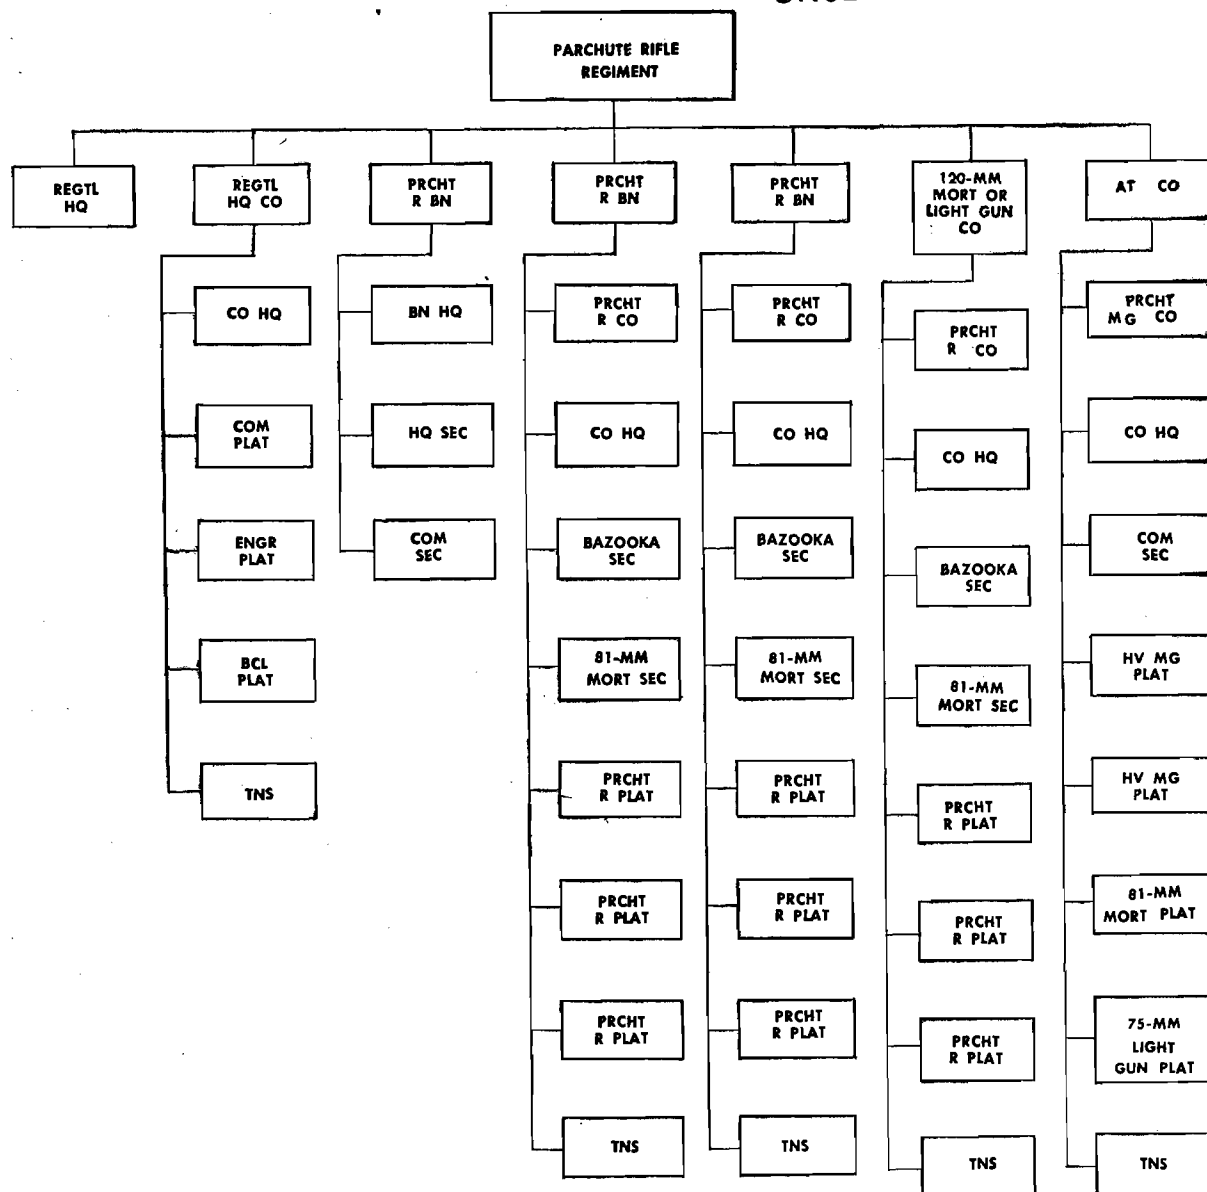 PARCHUTE RIFLE
REGIMENT
REGTL
HQ
REGTL
HQ CO
PRCHT
R BN
PRCHT
R BN
PRCHT
R BN
120-MM
MORT OR
LIGHT GUN
CO
AT CO
CO HQ
COM
PLAT
ENGR
PLAT
BCL
PLAT
TNS
BN HQ
HQ SEC
COM
SEC
PRCHT
R CO
CO HQ
BAZOOKA
SEC
81-MM
MORT SEC
PRCHT
R PLAT
PRCHT
R PLAT
PRCHT
R PLAT
TNS
PRCHT
R CO
CO HQ
BAZOOKA
SEC
81-MM
MORT SEC
PRCHT
R PLAT
PRCHT
R PLAT
PRCHT
R PLAT
TNS
PRCHT
R CO
CO HQ
BAZOOKA
SEC
81-MM
MORT SEC
PRCHT
R PLAT
PRCHT
R PLAT
PRCHT
R PLAT
TNS
PRCHT
MG CO
CO HQ
COM
SEC
HV MG
PLAT
HV MG
PLAT
81-MM
MORT PLAT
75-MM
LIGHT
GUN PLAT
TNS